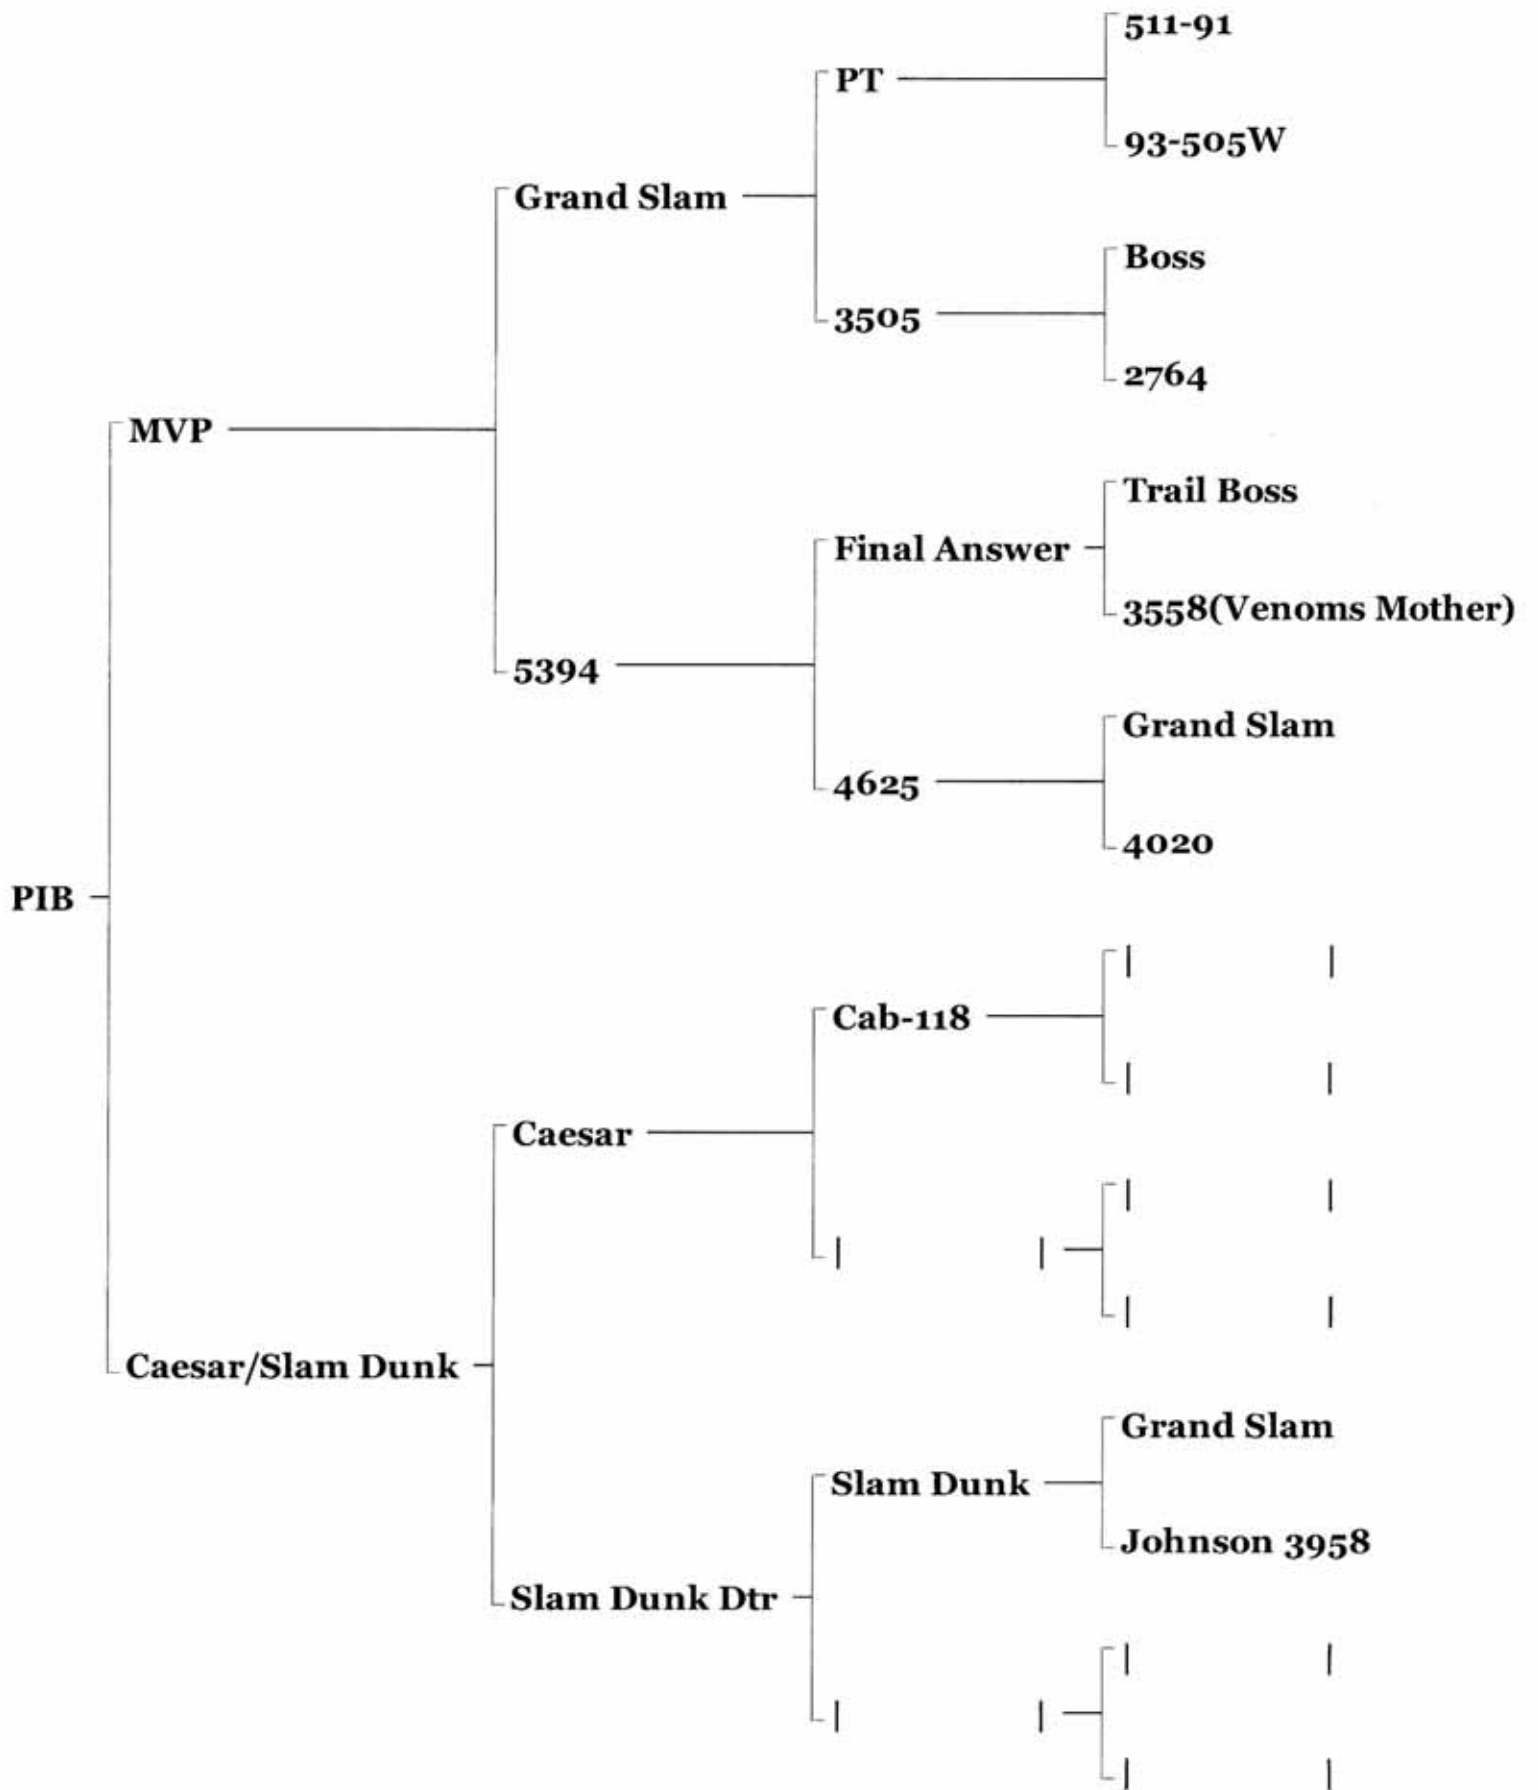 511-91
PT
93-505W
Grand Slam
Boss
3505
2764
MVP
Trail Boss
Final Answer
3558(Venoms Mother)
5394
Grand Slam
4625
4020
PIB
Cab-118
Caesar
Caesar/Slam Dunk
Grand Slam
Slam Dunk
Johnson 3958
Slam Dunk Dtr